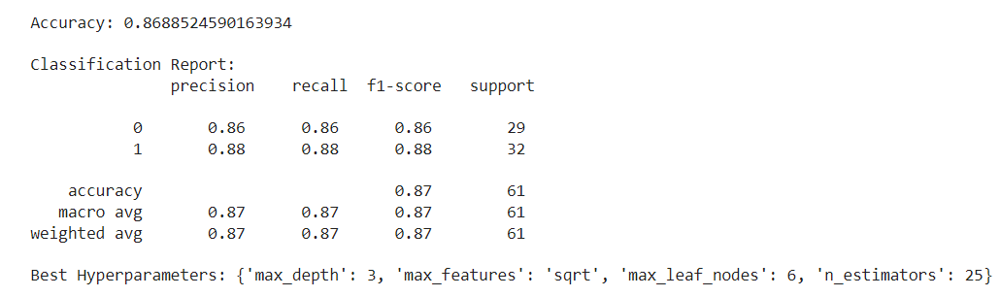 Accuracy: 0.8688524590163934
Classification Report:
precision recall f1-score support
0 0.86 0.86 0.86 29
1 0.88 0.88 0.88 32
accuracy 0.87 61
macro avg 0.87 0.87 0.87 61
weighted avg 0.87 0.87 0.87 61
Best Hyperparameters: {'max_depth': 3, 'max_features': 'sqrt', 'max_leaf_nodes': 6, 'n_estimators': 25}